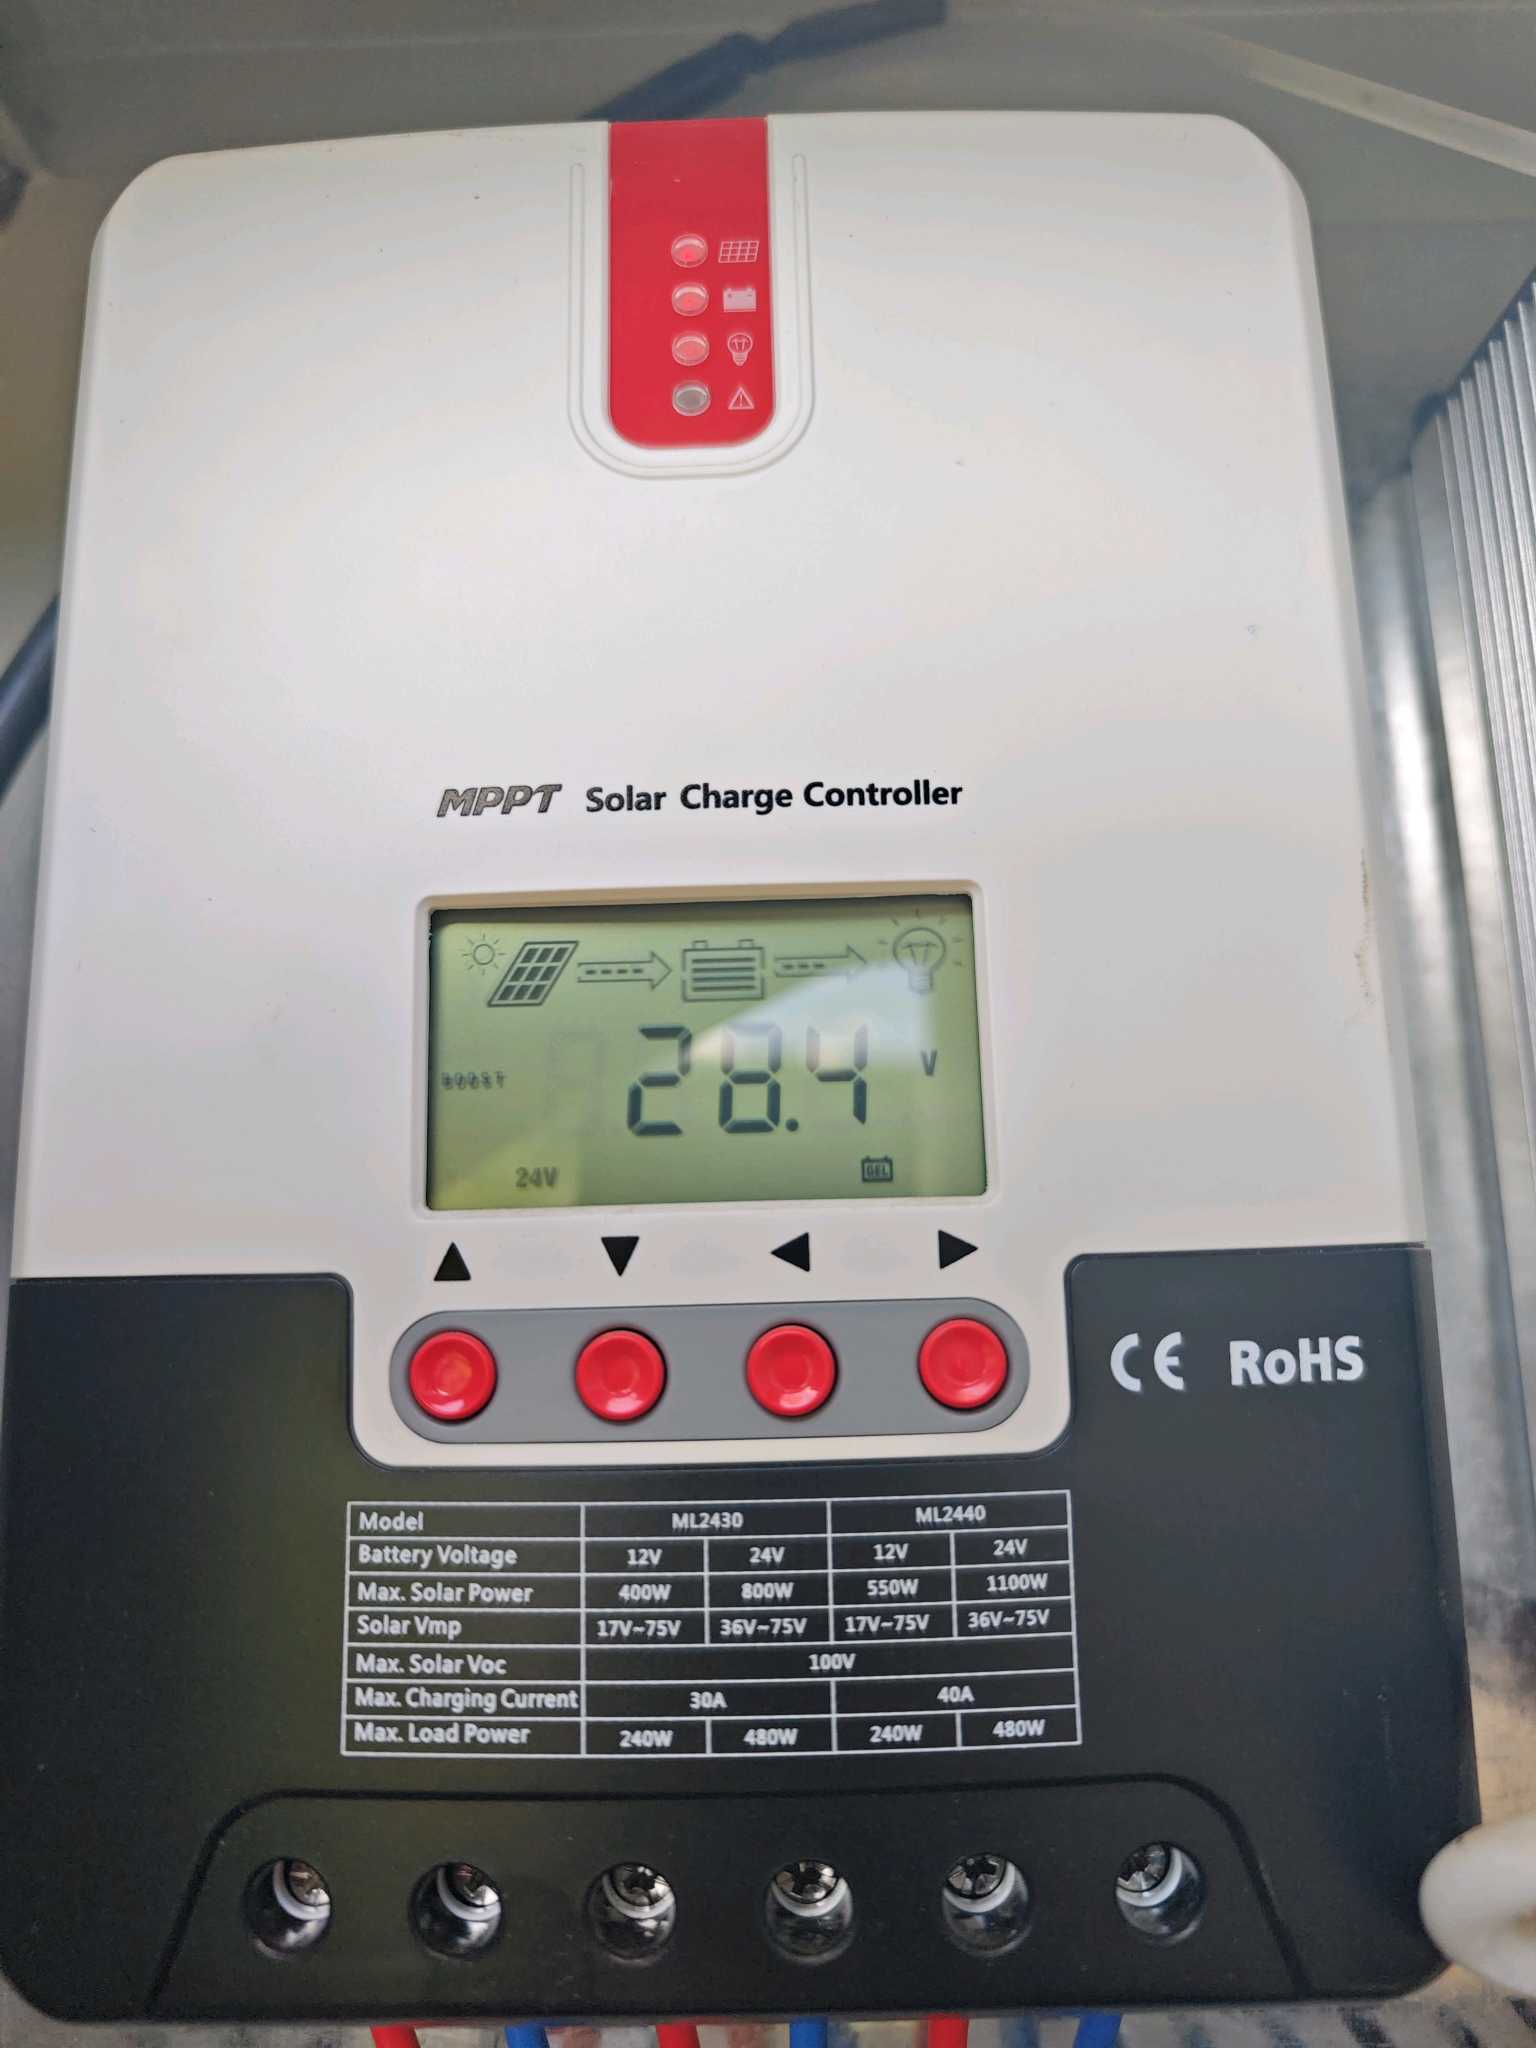 MPPT Solar Charge Controller
BOOST
28.4 V
24V
GEL
CE RoHS
Model ML2430 ML2440
Battery Voltage 12V 24V 12V 24V
Max. Solar Power 400W 800W 550W 1100W
Solar Vmp 17V~75V 36V~75V 17V~75V 36V~75V
Max. Solar Voc 100V
Max. Charging Current 30A 40A
Max. Load Power 240W 480W 240W 480W